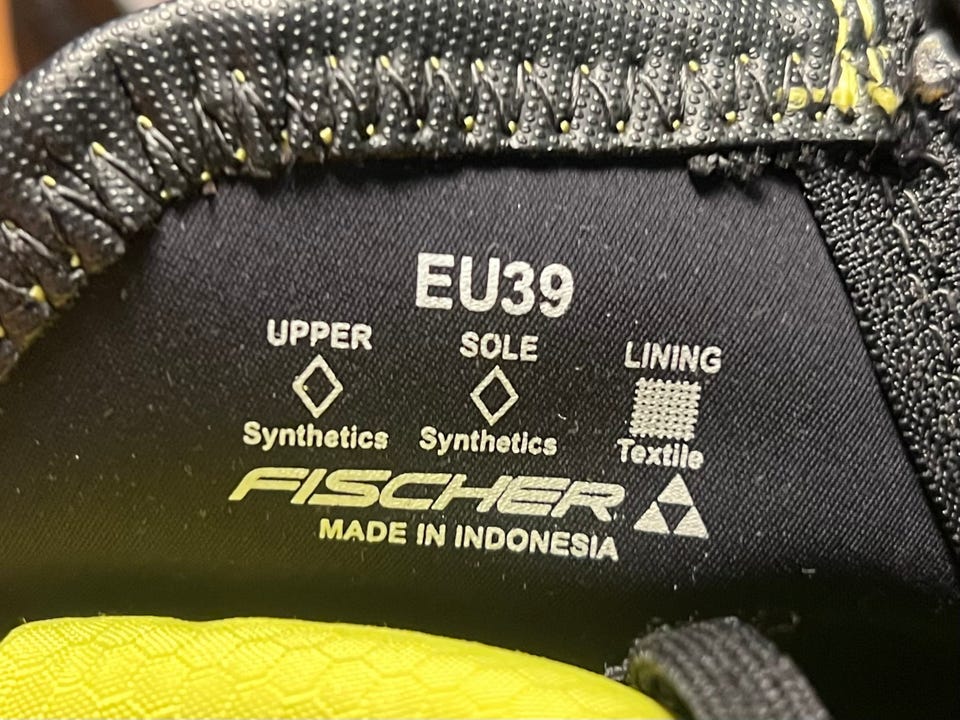 EU39
UPPER SOLE LINING
Synthetics Synthetics Textile
FISCHER
MADE IN INDONESIA